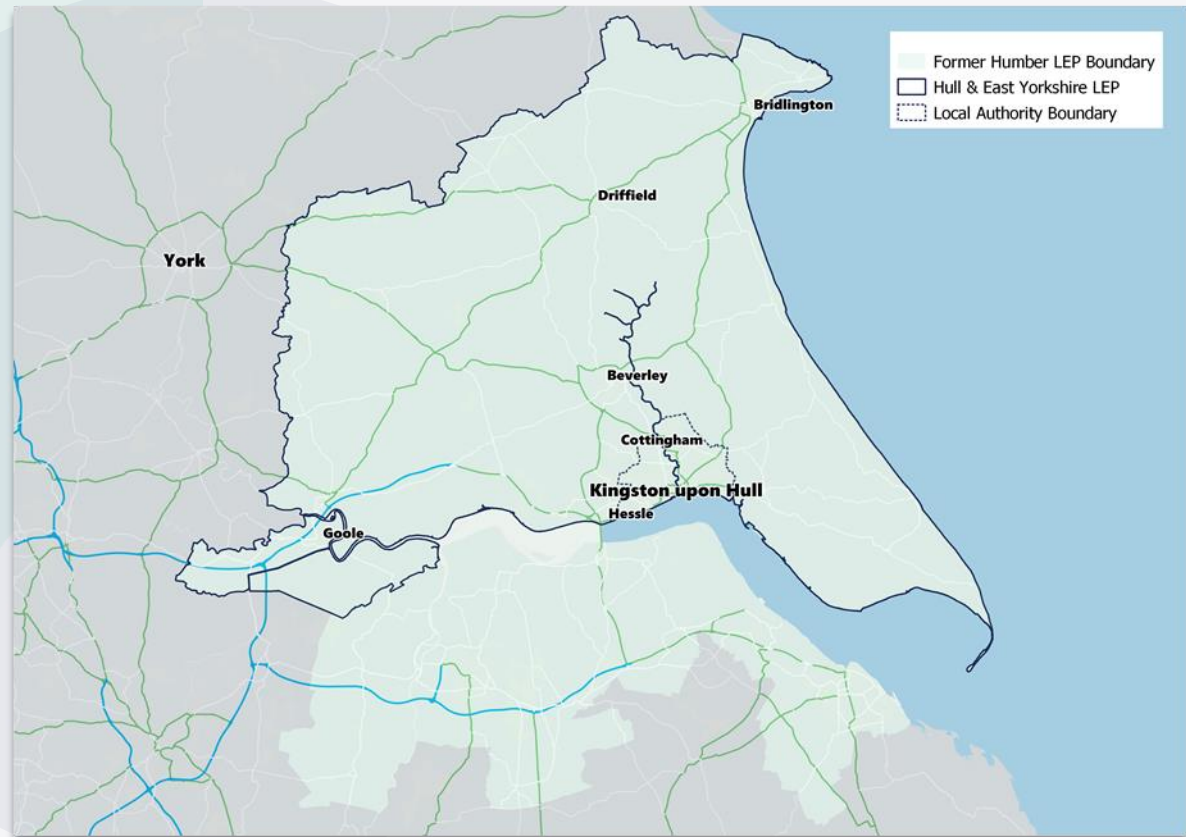 Former Humber LEP Boundary
Hull & East Yorkshire LEP
Local Authority Boundary
Bridlington
Driffield
York
Beverley
Cottingham
Kingston upon Hull
Hessle
Goole